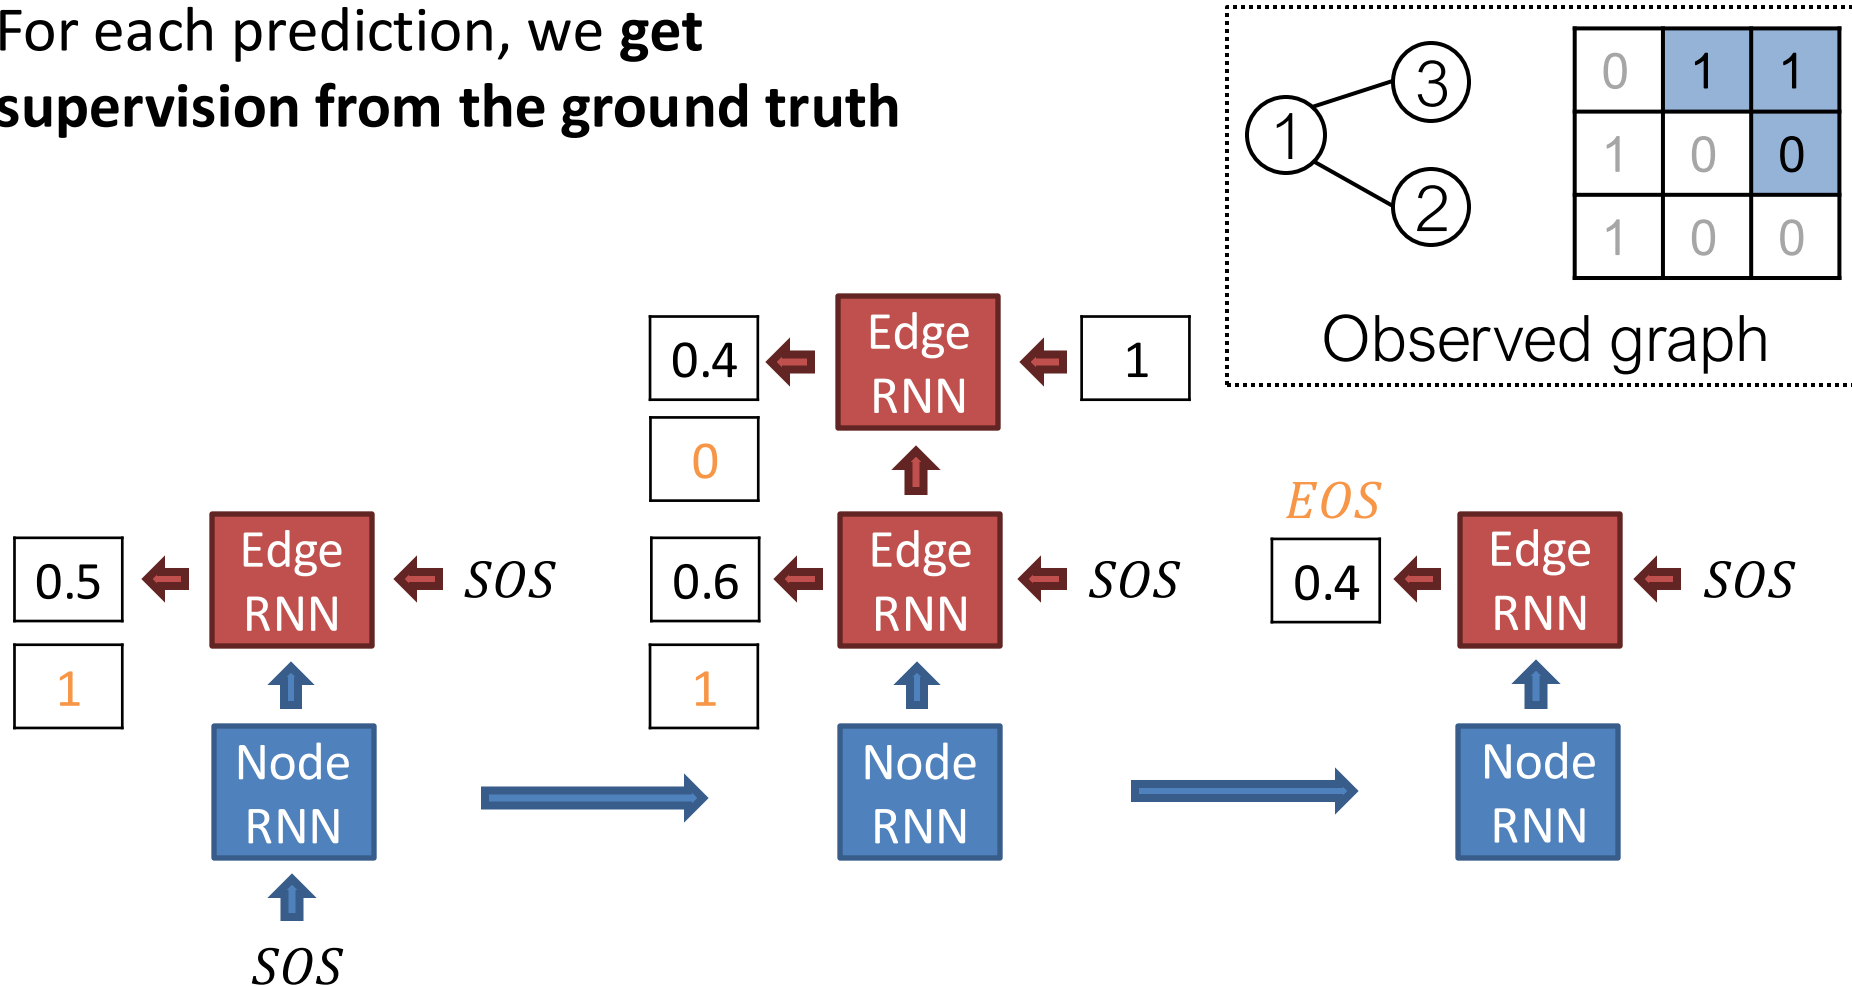 For each prediction, we get
supervision from the ground truth
1
3
2
0 1 1
1 0 0
1 0 0
Observed graph
0.4
Edge
RNN
1
0
0.5
Edge
RNN
SOS
1
0.6
Edge
RNN
SOS
1
EOS
0.4
Edge
RNN
SOS
Node
RNN
Node
RNN
Node
RNN
SOS